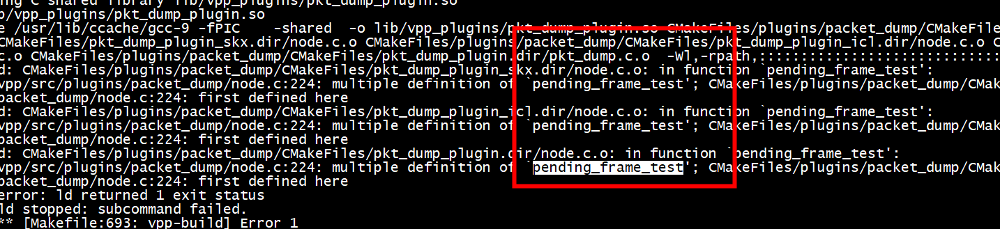 ing C shared library lib/vpp_plugins/pkt_dump_plugin.so
b/vpp_plugins/pkt_dump_plugin.so
e /usr/lib/ccache/gcc-9 -fPIC    -shared  -o lib/vpp_plugins/pkt_dump_plugin.so CMakeFiles/plugins/packet_dump/CMakeFile
CMakeFiles/pkt_dump_plugin_skx.dir/node.c.o CMakeFiles/plugins/packet_dump/CMakeFiles/pkt_dump_plugin_icl.dir/node.c.o C
c.o CMakeFiles/plugins/packet_dump/CMakeFiles/pkt_dump_plugin.dir/pkt_dump.c.o  -Wl,-rpath,:::::::::::::::::::::::::::::
d: CMakeFiles/plugins/packet_dump/CMakeFiles/pkt_dump_plugin_skx.dir/node.c.o: in function `pending_frame_test':
vpp/src/plugins/packet_dump/node.c:224: multiple definition of `pending_frame_test'; CMakeFiles/plugins/packet_dump/CMak
packet_dump/node.c:224: first defined here
d: CMakeFiles/plugins/packet_dump/CMakeFiles/pkt_dump_plugin_icl.dir/node.c.o: in function `pending_frame_test':
vpp/src/plugins/packet_dump/node.c:224: multiple definition of `pending_frame_test'; CMakeFiles/plugins/packet_dump/CMak
packet_dump/node.c:224: first defined here
d: CMakeFiles/plugins/packet_dump/CMakeFiles/pkt_dump_plugin.dir/node.c.o: in function `pending_frame_test':
vpp/src/plugins/packet_dump/node.c:224: multiple definition of `pending_frame_test'; CMakeFiles/plugins/packet_dump/CMak
packet_dump/node.c:224: first defined here
error: ld returned 1 exit status
ld stopped: subcommand failed.
** [Makefile:693: vpp-build] Error 1